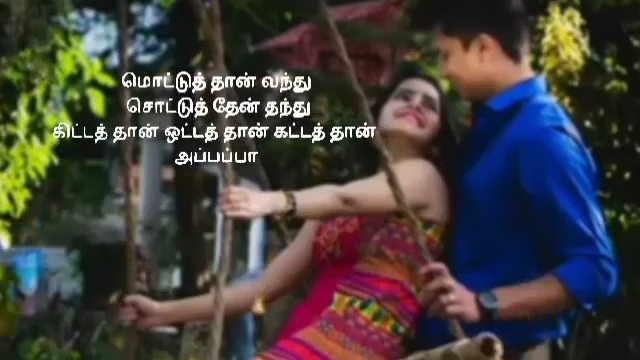 மொட்டுத் தான் வந்து
சொட்டுத் தேன் தந்து
கிட்டத் தான் ஒட்டத் தான் கட்டத் தான்
அப்பப்பா